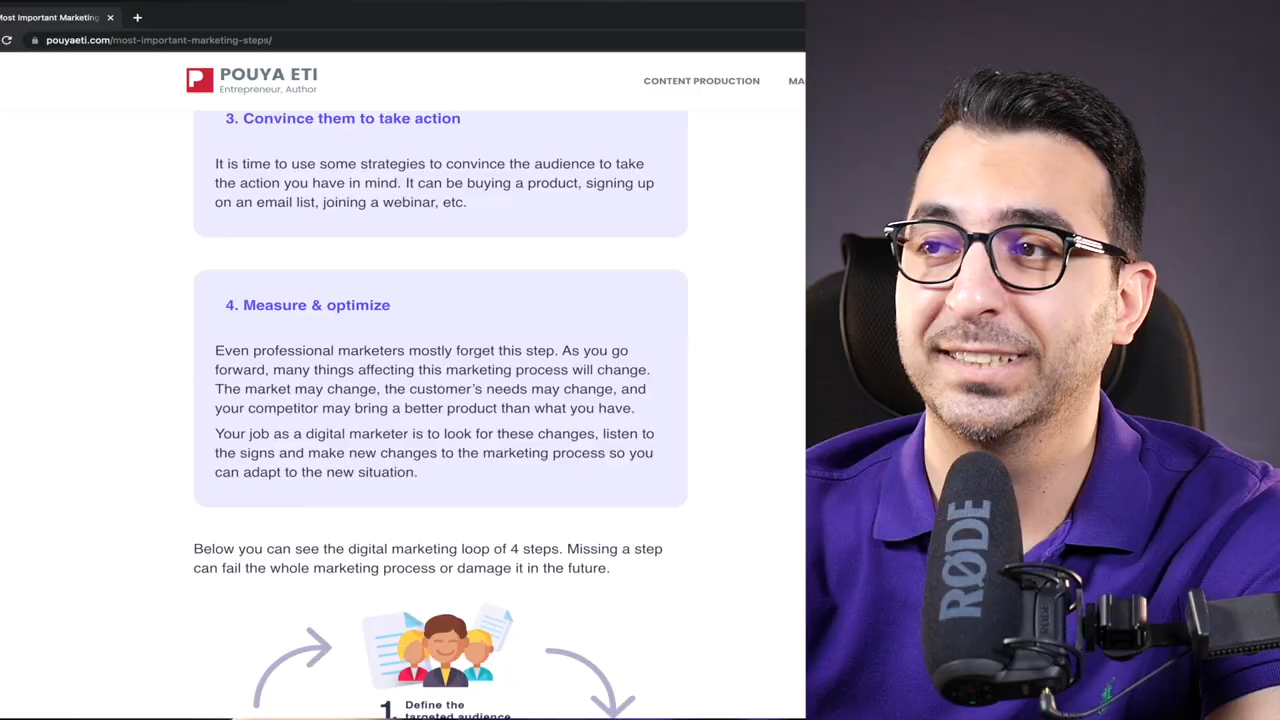 Most Important Marketing
pouyaeti.com/most-important-marketing-steps/
POUYA ETI
Entrepreneur, Author
CONTENT PRODUCTION
MA
3. Convince them to take action
It is time to use some strategies to convince the audience to take
the action you have in mind. It can be buying a product, signing up
on an email list, joining a webinar, etc.
4. Measure & optimize
Even professional marketers mostly forget this step. As you go
forward, many things affecting this marketing process will change.
The market may change, the customer’s needs may change, and
your competitor may bring a better product than what you have.
Your job as a digital marketer is to look for these changes, listen to
the signs and make new changes to the marketing process so you
can adapt to the new situation.
Below you can see the digital marketing loop of 4 steps. Missing a step
can fail the whole marketing process or damage it in the future.
1. Define the
targeted audience
RØDE